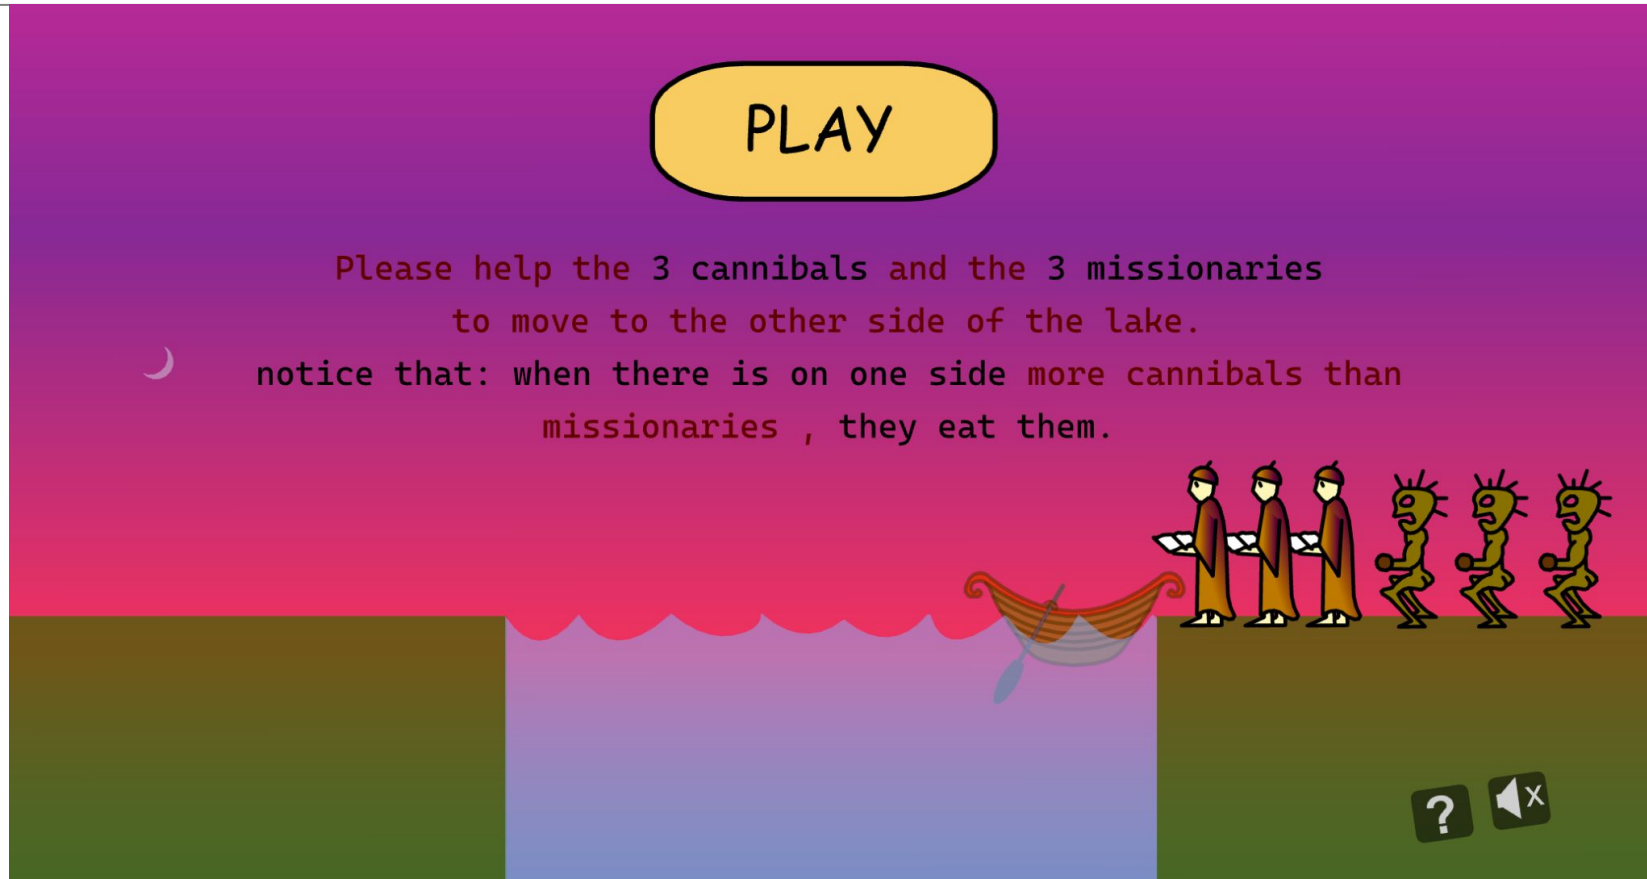 PLAY
Please help the 3 cannibals and the 3 missionaries
to move to the other side of the lake.
notice that: when there is on one side more cannibals than
missionaries , they eat them.
? x